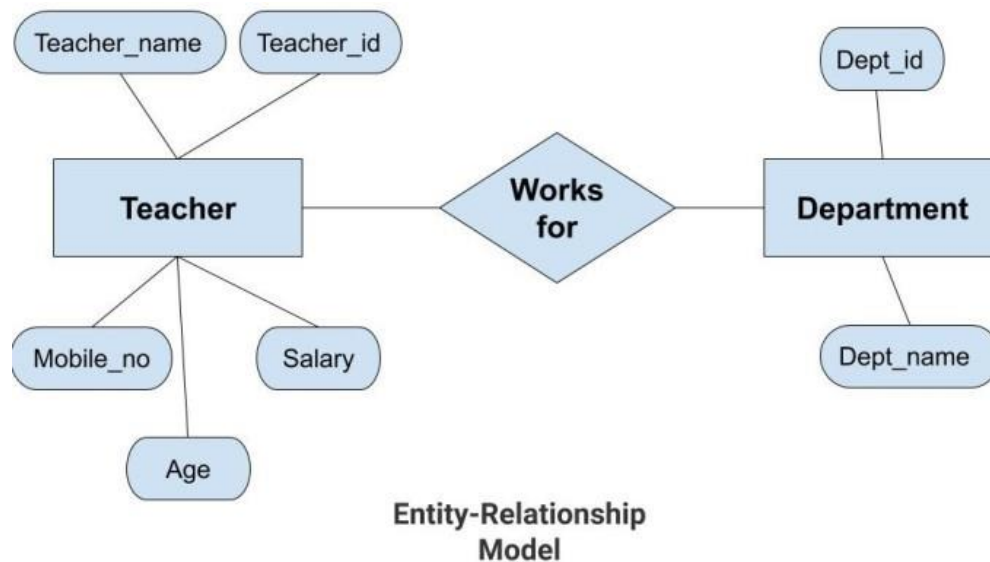 Teacher_name
Teacher_id
Dept_id
Teacher
Works
for
Department
Mobile_no
Salary
Dept_name
Age
Entity-Relationship
Model